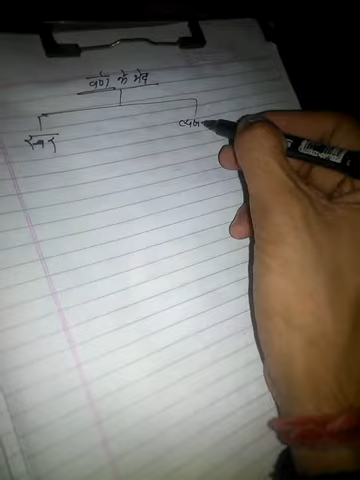 वर्ण के भेद
स्वर
व्यंज